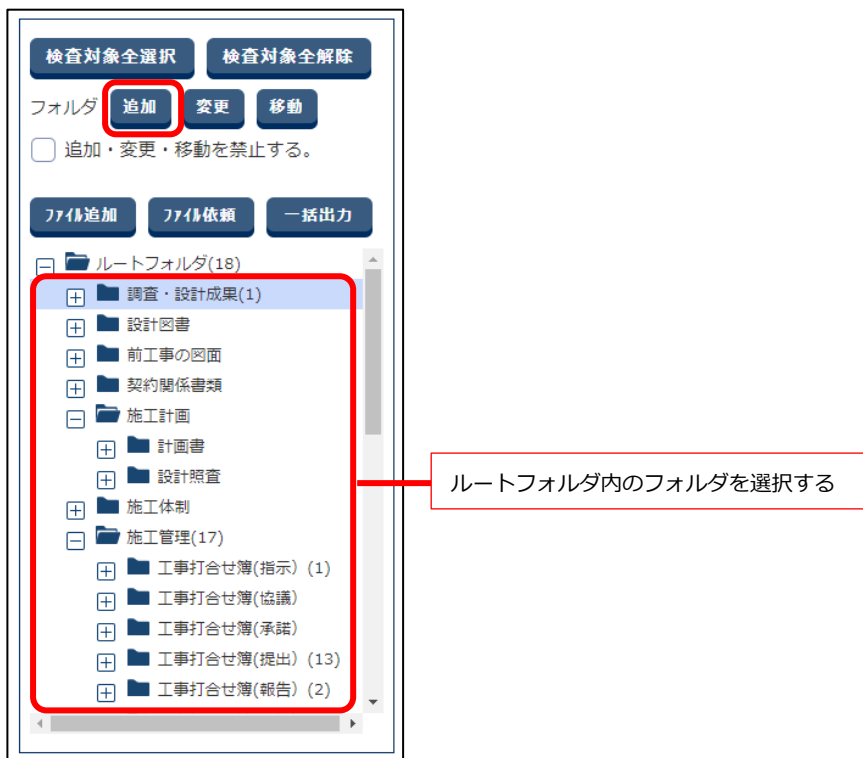 検査対象全選択 検査対象全解除
フォルダ 追加 変更 移動
追加・変更・移動を禁止する。
ﾌｧｲﾙ追加 ﾌｧｲﾙ依頼 一括出力
ルートフォルダ(18)
調査・設計成果(1)
設計図書
前工事の図面
契約関係書類
施工計画
計画書
設計照査
施工体制
施工管理(17)
工事打合せ簿(指示）(1)
工事打合せ簿(協議）
工事打合せ簿(承諾）
工事打合せ簿(提出）(13)
工事打合せ簿(報告）(2)
ルートフォルダ内のフォルダを選択する